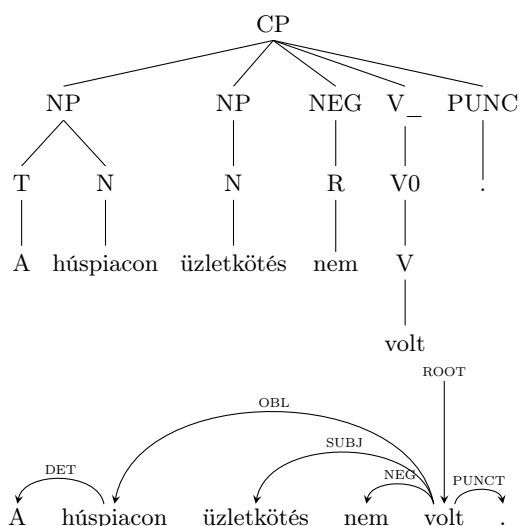 CP
NP NP NEG V_ PUNC
T N N R V0 .
A húspiacon üzletkötés nem V
volt
ROOT
OBL
SUBJ
DET NEG PUNCT
A húspiacon üzletkötés nem volt .